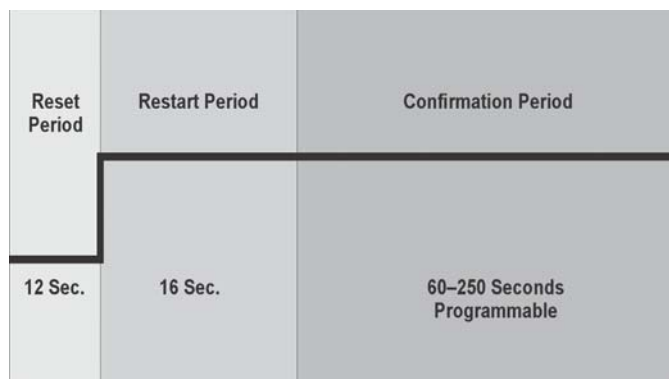 Reset
Period
Restart Period
Confirmation Period
12 Sec.
16 Sec.
60–250 Seconds
Programmable